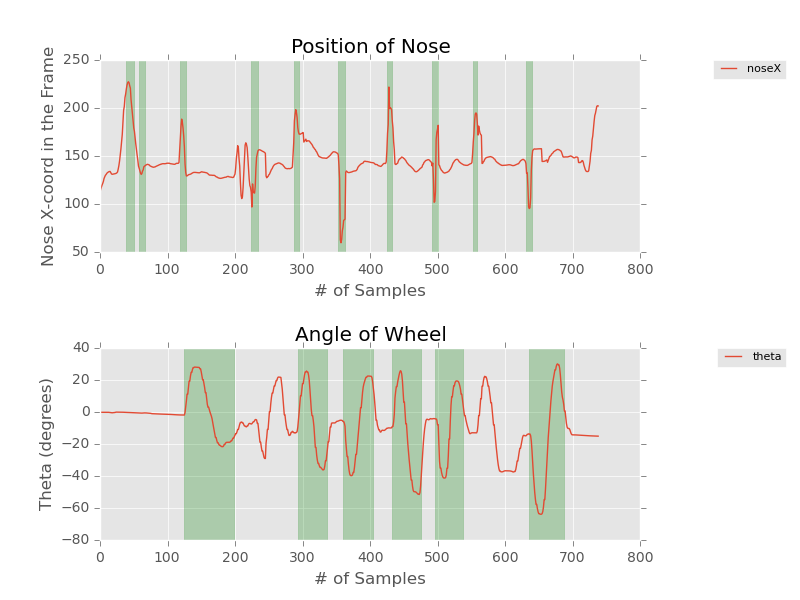 Position of Nose
Nose X-coord in the Frame
250
200
150
100
50
0 100 200 300 400 500 600 700 800
# of Samples
noseX
Angle of Wheel
Theta (degrees)
40
20
0
−20
−40
−60
−80
0 100 200 300 400 500 600 700 800
# of Samples
theta